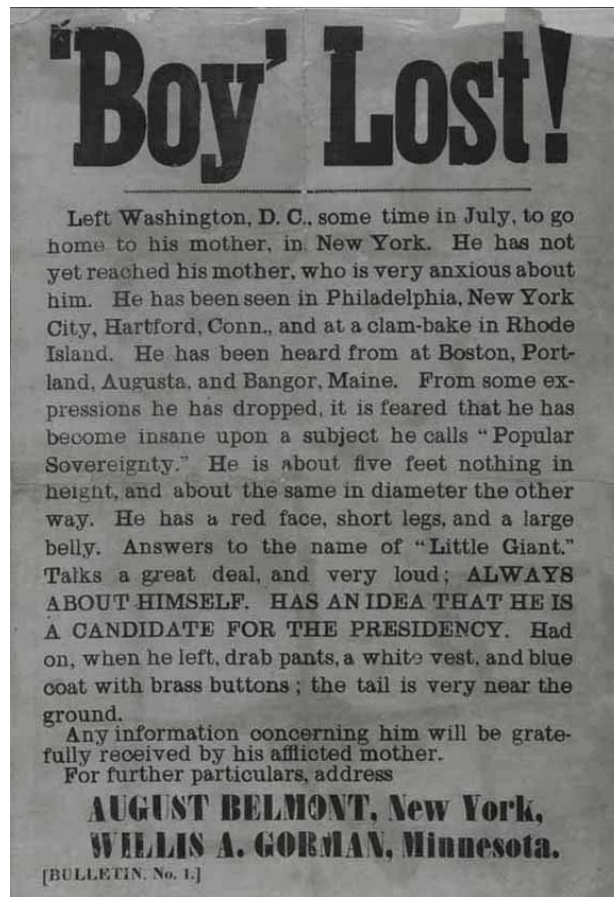 'Boy' Lost!
Left Washington, D. C., some time in July, to go
home to his mother, in New York. He has not
yet reached his mother, who is very anxious about
him. He has been seen in Philadelphia, New York
City, Hartford, Conn., and at a clam-bake in Rhode
Island. He has been heard from at Boston, Port-
land, Augusta, and Bangor, Maine. From some ex-
pressions he has dropped, it is feared that he has
become insane upon a subject he calls "Popular
Sovereignty." He is about five feet nothing in
height, and about the same in diameter the other
way. He has a red face, short legs, and a large
belly. Answers to the name of "Little Giant."
Talks a great deal, and very loud; ALWAYS
ABOUT HIMSELF. HAS AN IDEA THAT HE IS
A CANDIDATE FOR THE PRESIDENCY. Had
on, when he left, drab pants, a white vest, and blue
coat with brass buttons; the tail is very near the
ground.
Any information concerning him will be grate-
fully received by his afflicted mother.
For further particulars, address
AUGUST BELMONT, New York,
WILLIS A. GORMAN, Minnesota.
[BULLETIN, No. 1.]